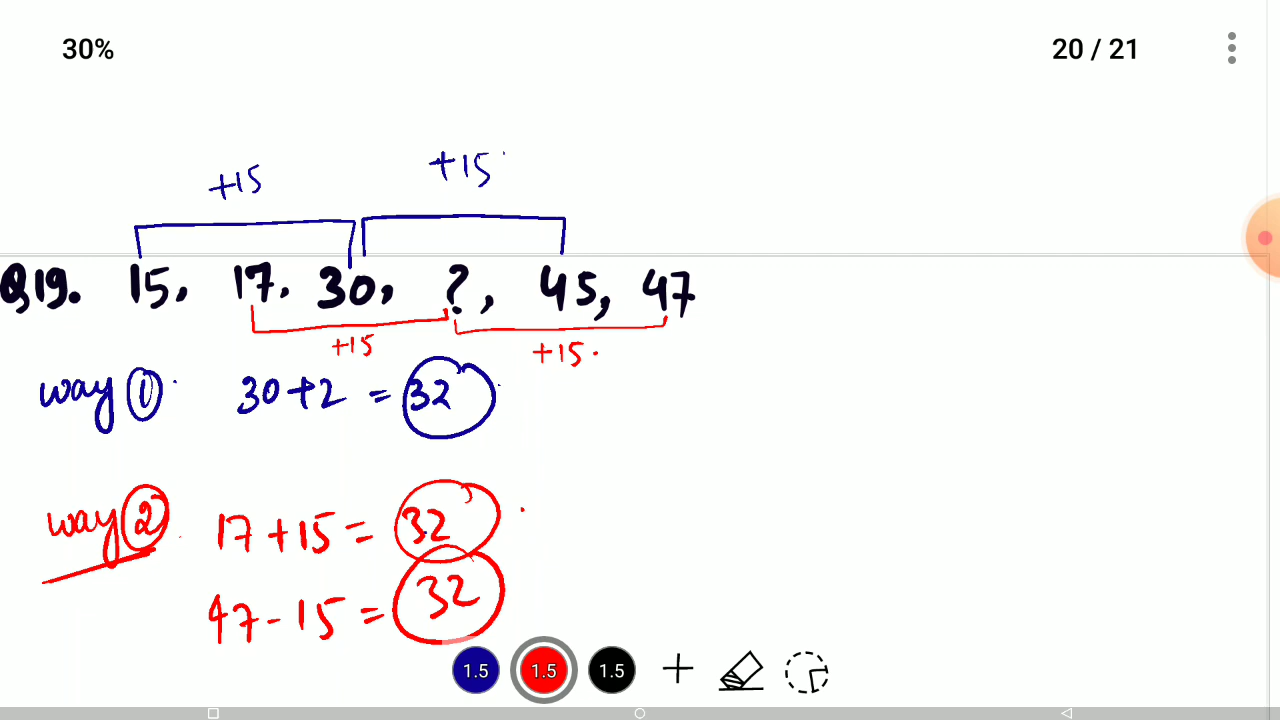 30% 20 / 21
+15 +15
Q19. 15, 17. 30, ?, 45, 47
+15 +15.
way ① 30+2 = 32
way ② 17+15 = 32
47-15 = 32
1.5 1.5 1.5